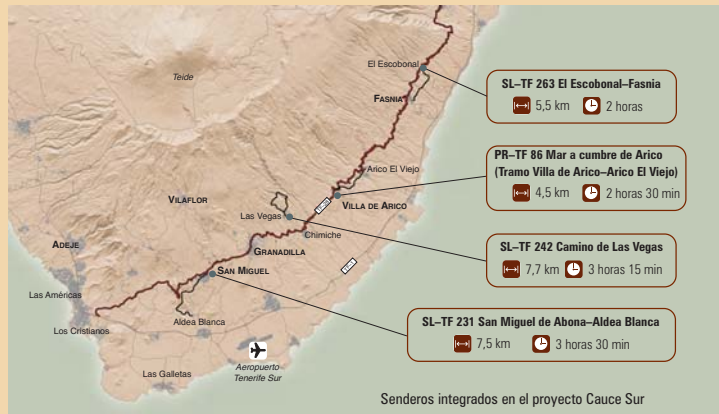 El Escobonal
Teide
FASNIA
SL–TF 263 El Escobonal–Fasnia
5,5 km 2 horas
Arico El Viejo
PR–TF 86 Mar a cumbre de Arico
(Tramo Villa de Arico–Arico El Viejo)
4,5 km 2 horas 30 min
VILAFLOR
VILLA DE ARICO
Las Vegas
Chimiche
ADEJE
GRANADILLA
SL–TF 242 Camino de Las Vegas
7,7 km 3 horas 15 min
SAN MIGUEL
Las Américas
Aldea Blanca
Los Cristianos
SL–TF 231 San Miguel de Abona–Aldea Blanca
7,5 km 3 horas 30 min
Las Galletas
Aeropuerto
Tenerife Sur
Senderos integrados en el proyecto Cauce Sur